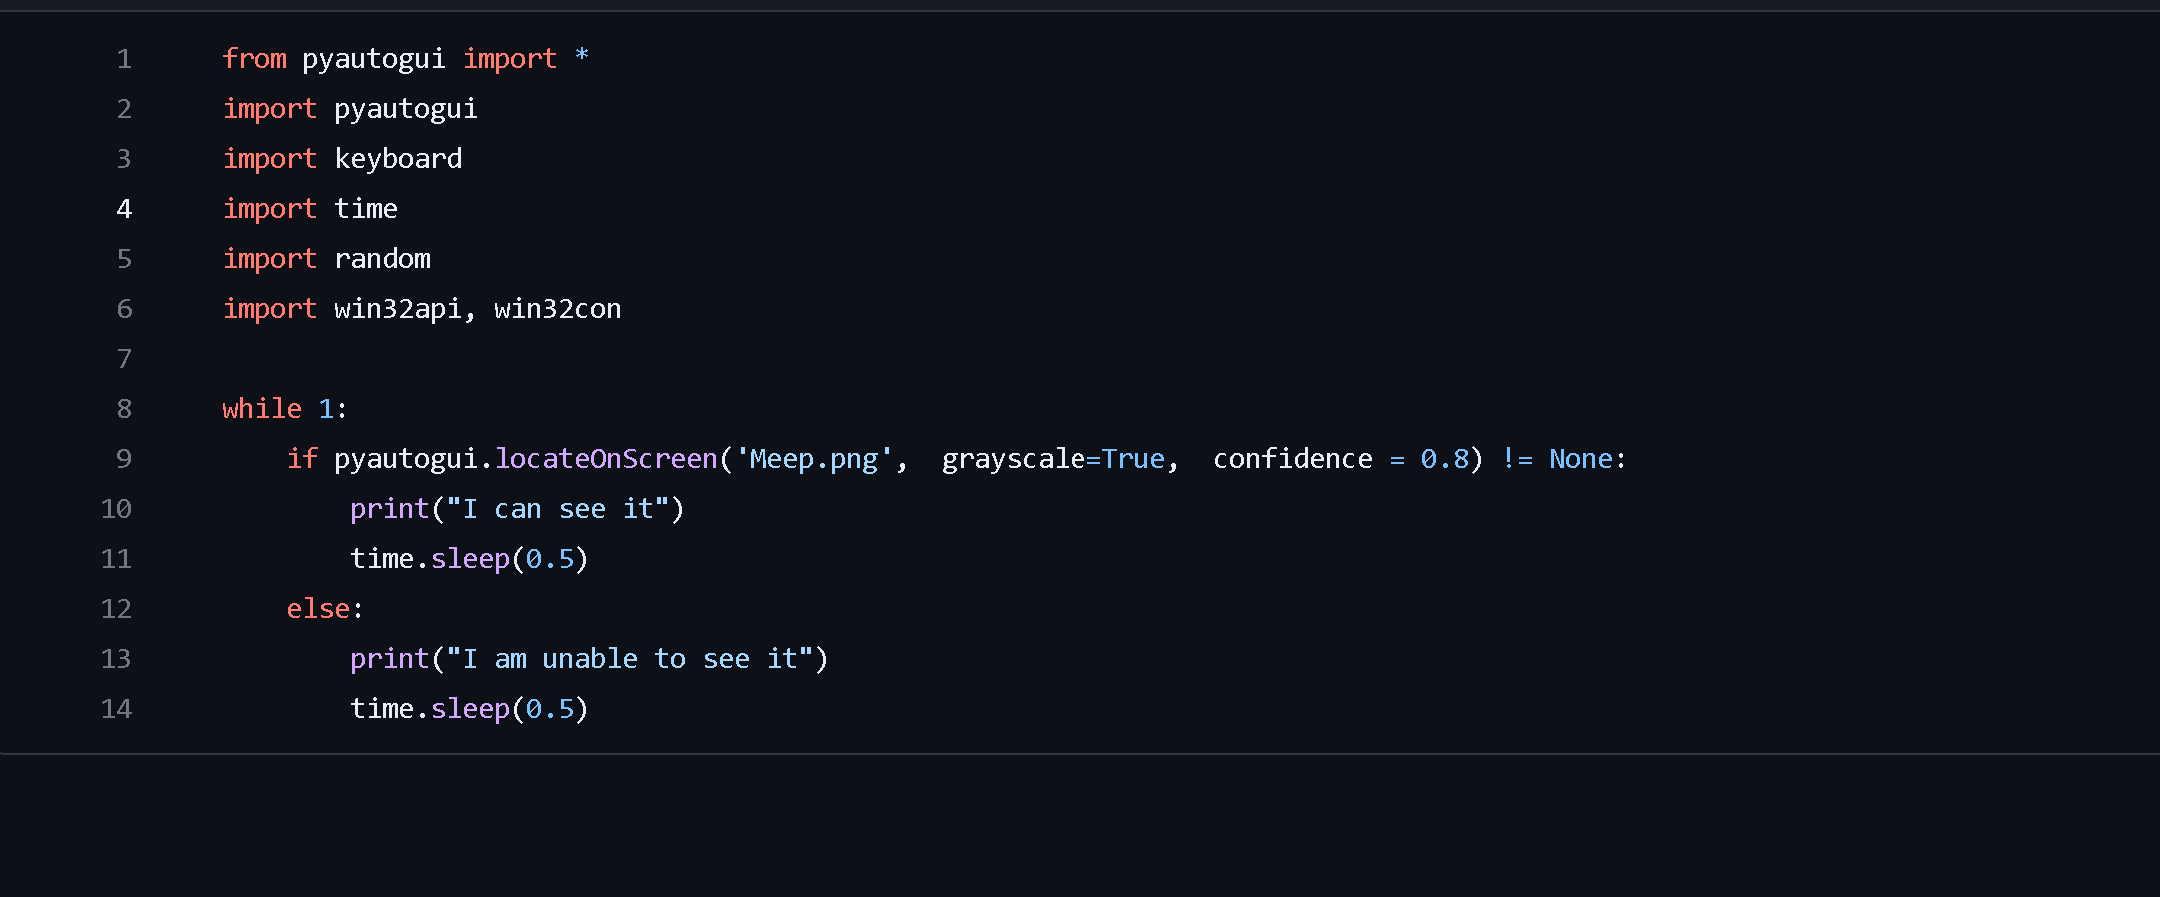 1 from pyautogui import *
2 import pyautogui
3 import keyboard
4 import time
5 import random
6 import win32api, win32con
7
8 while 1:
9     if pyautogui.locateOnScreen('Meep.png',  grayscale=True,  confidence = 0.8) != None:
10         print("I can see it")
11         time.sleep(0.5)
12     else:
13         print("I am unable to see it")
14         time.sleep(0.5)